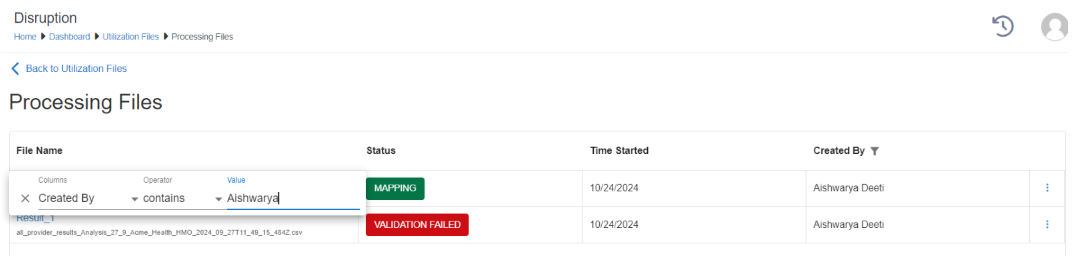 Disruption
Home Dashboard Utilization Files Processing Files
Back to Utilization Files
Processing Files
File Name Status Time Started Created By
Columns Operator Value
Created By contains Aishwarya
MAPPING 10/24/2024 Aishwarya Deeti
Result_1
all_provider_results_Analysis_27_9_Acme_Health_HMO_2024_09_27T11_49_15_484Z.csv
VALIDATION FAILED 10/24/2024 Aishwarya Deeti